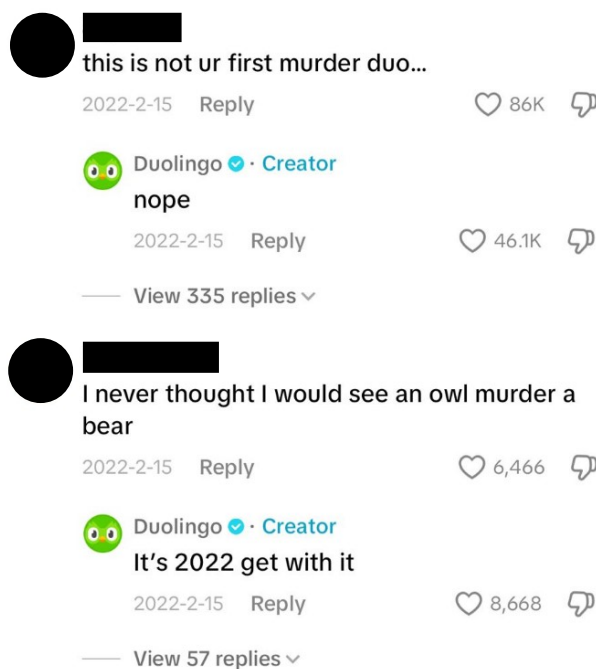 this is not ur first murder duo...
2022-2-15 Reply 86K
Duolingo · Creator
nope
2022-2-15 Reply 46.1K
View 335 replies
I never thought I would see an owl murder a
bear
2022-2-15 Reply 6,466
Duolingo · Creator
It's 2022 get with it
2022-2-15 Reply 8,668
View 57 replies